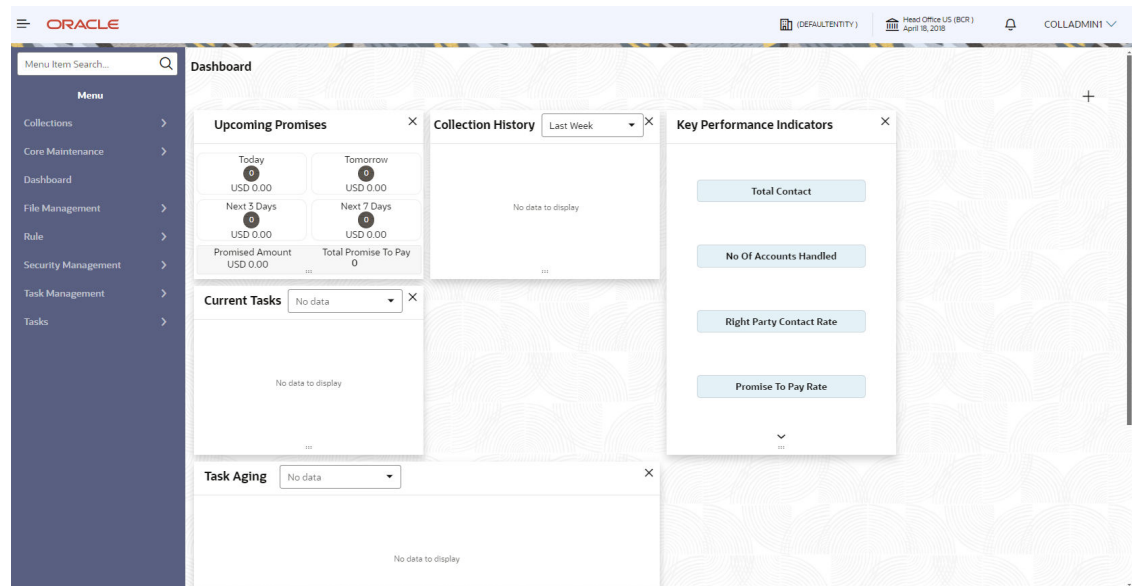 ORACLE
(DEFAULTENTITY)
Head Office US (BCR)
April 18, 2018
COLLADMIN1
Menu Item Search...
Menu
Collections
Core Maintenance
Dashboard
File Management
Rule
Security Management
Task Management
Tasks
Dashboard
Upcoming Promises
Today
0
USD 0.00
Tomorrow
0
USD 0.00
Next 3 Days
0
USD 0.00
Next 7 Days
0
USD 0.00
Promised Amount
USD 0.00
Total Promise To Pay
0
Collection History
Last Week
No data to display
Key Performance Indicators
Total Contact
No Of Accounts Handled
Right Party Contact Rate
Promise To Pay Rate
Current Tasks
No data
No data to display
Task Aging
No data
No data to display